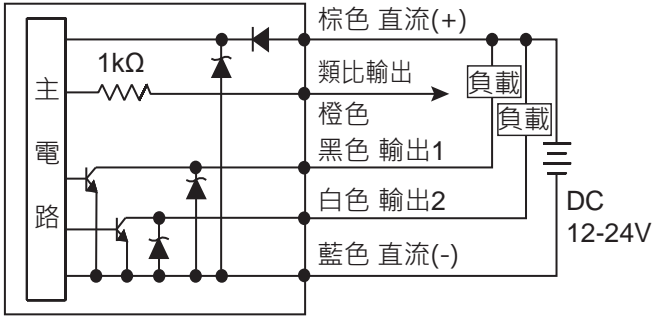 棕色 直流(+)
1kΩ
類比輸出
負載
主電路
橙色
負載
黑色 輸出1
白色 輸出2
DC
12-24V
藍色 直流(-)